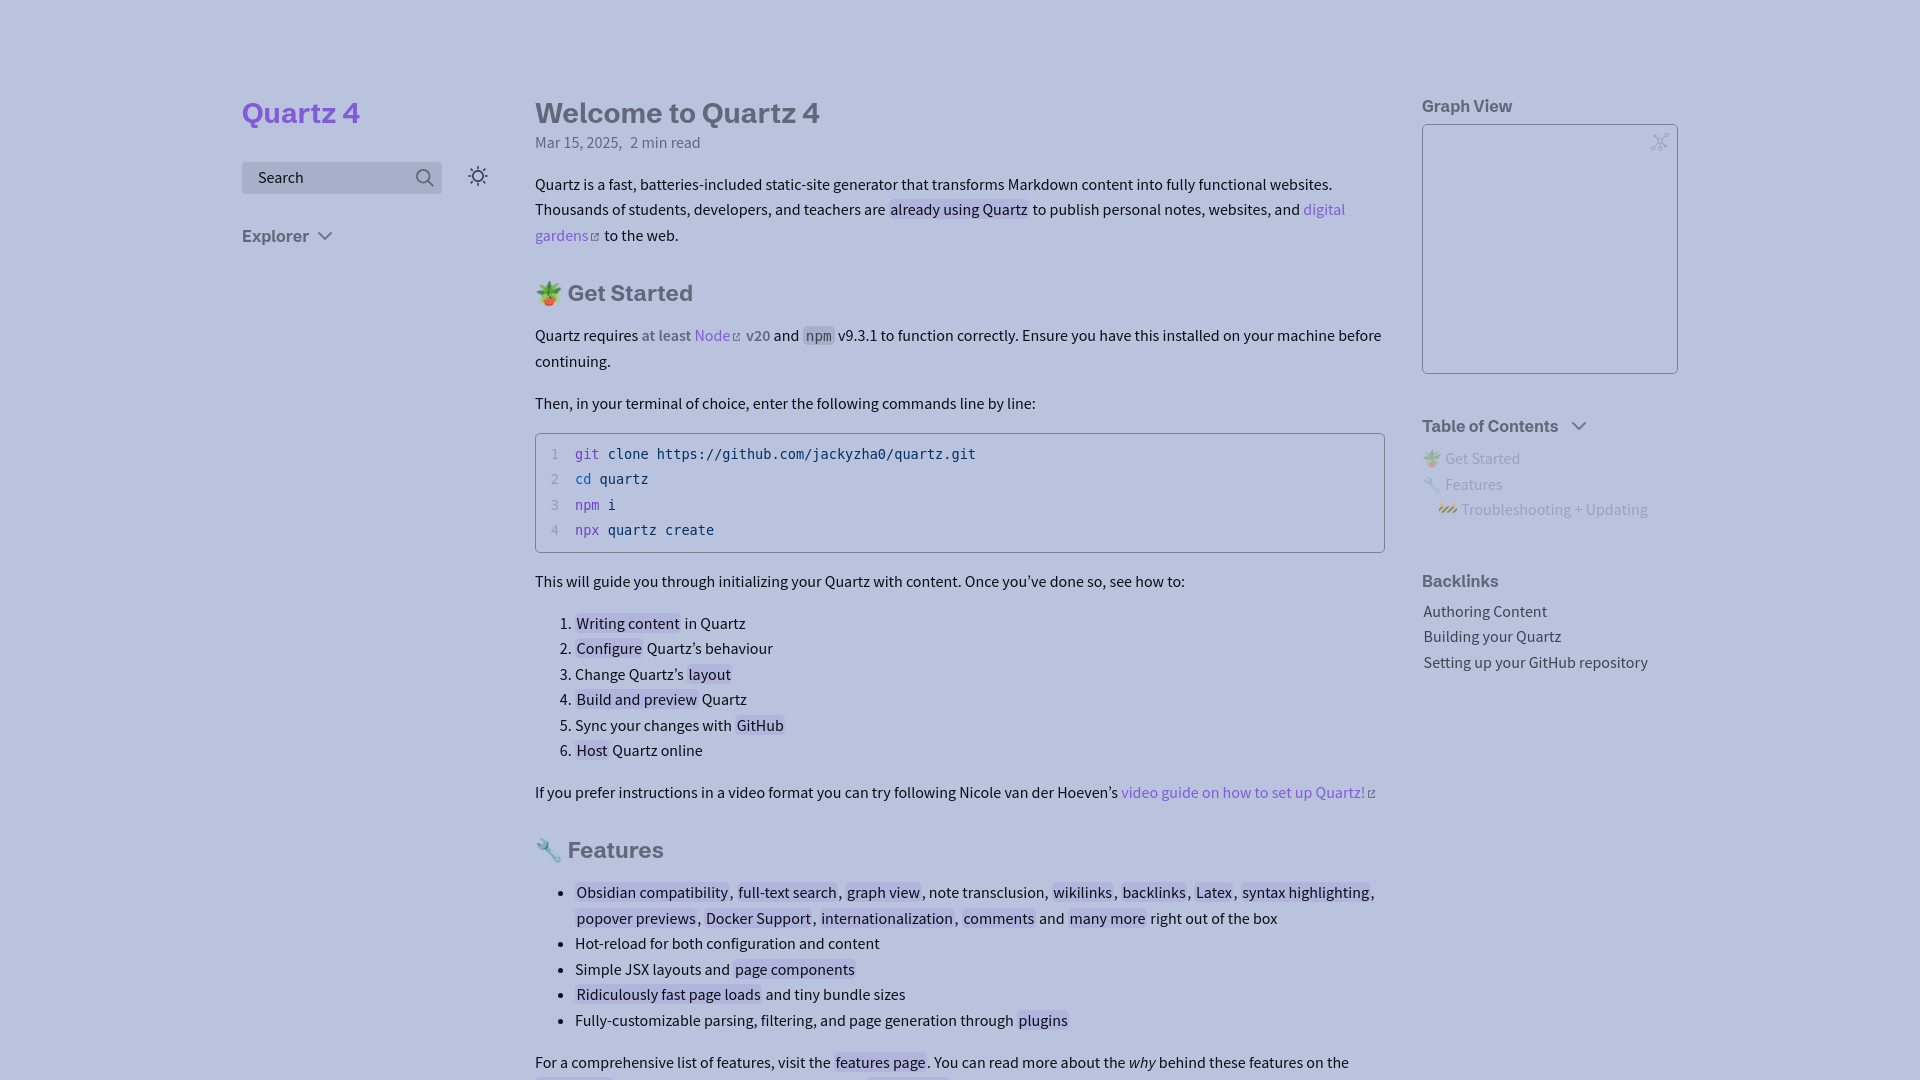 Quartz 4
Search
Explorer
Welcome to Quartz 4
Mar 15, 2025, 2 min read
Quartz is a fast, batteries-included static-site generator that transforms Markdown content into fully functional websites.
Thousands of students, developers, and teachers are already using Quartz to publish personal notes, websites, and digital
gardens to the web.
🪴 Get Started
Quartz requires at least Node v20 and npm v9.3.1 to function correctly. Ensure you have this installed on your machine before
continuing.
Then, in your terminal of choice, enter the following commands line by line:
1 git clone https://github.com/jackyzha0/quartz.git
2 cd quartz
3 npm i
4 npx quartz create
This will guide you through initializing your Quartz with content. Once you’ve done so, see how to:
1. Writing content in Quartz
2. Configure Quartz’s behaviour
3. Change Quartz’s layout
4. Build and preview Quartz
5. Sync your changes with GitHub
6. Host Quartz online
If you prefer instructions in a video format you can try following Nicole van der Hoeven’s video guide on how to set up Quartz!
🔧 Features
• Obsidian compatibility, full-text search, graph view, note transclusion, wikilinks, backlinks, Latex, syntax highlighting,
popover previews, Docker Support, internationalization, comments and many more right out of the box
• Hot-reload for both configuration and content
• Simple JSX layouts and page components
• Ridiculously fast page loads and tiny bundle sizes
• Fully-customizable parsing, filtering, and page generation through plugins
For a comprehensive list of features, visit the features page. You can read more about the why behind these features on the
Graph View
Table of Contents
🪴 Get Started
🔧 Features
🚧 Troubleshooting + Updating
Backlinks
Authoring Content
Building your Quartz
Setting up your GitHub repository